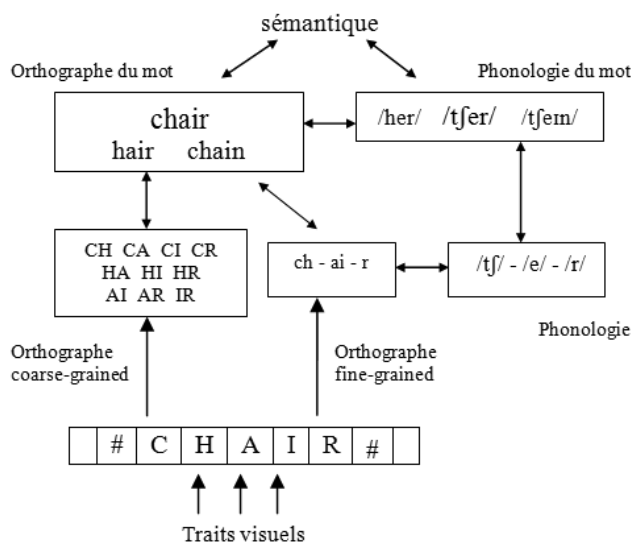 sémantique
Orthographe du mot
Phonologie du mot
chair
hair chain
/her/ /tʃer/ /tʃeɪn/
CH CA CI CR
HA HI HR
AI AR IR
ch - ai - r
/tʃ/ - /e/ - /r/
Phonologie
Orthographe
coarse-grained
Orthographe
fine-grained
# C H A I R #
Traits visuels